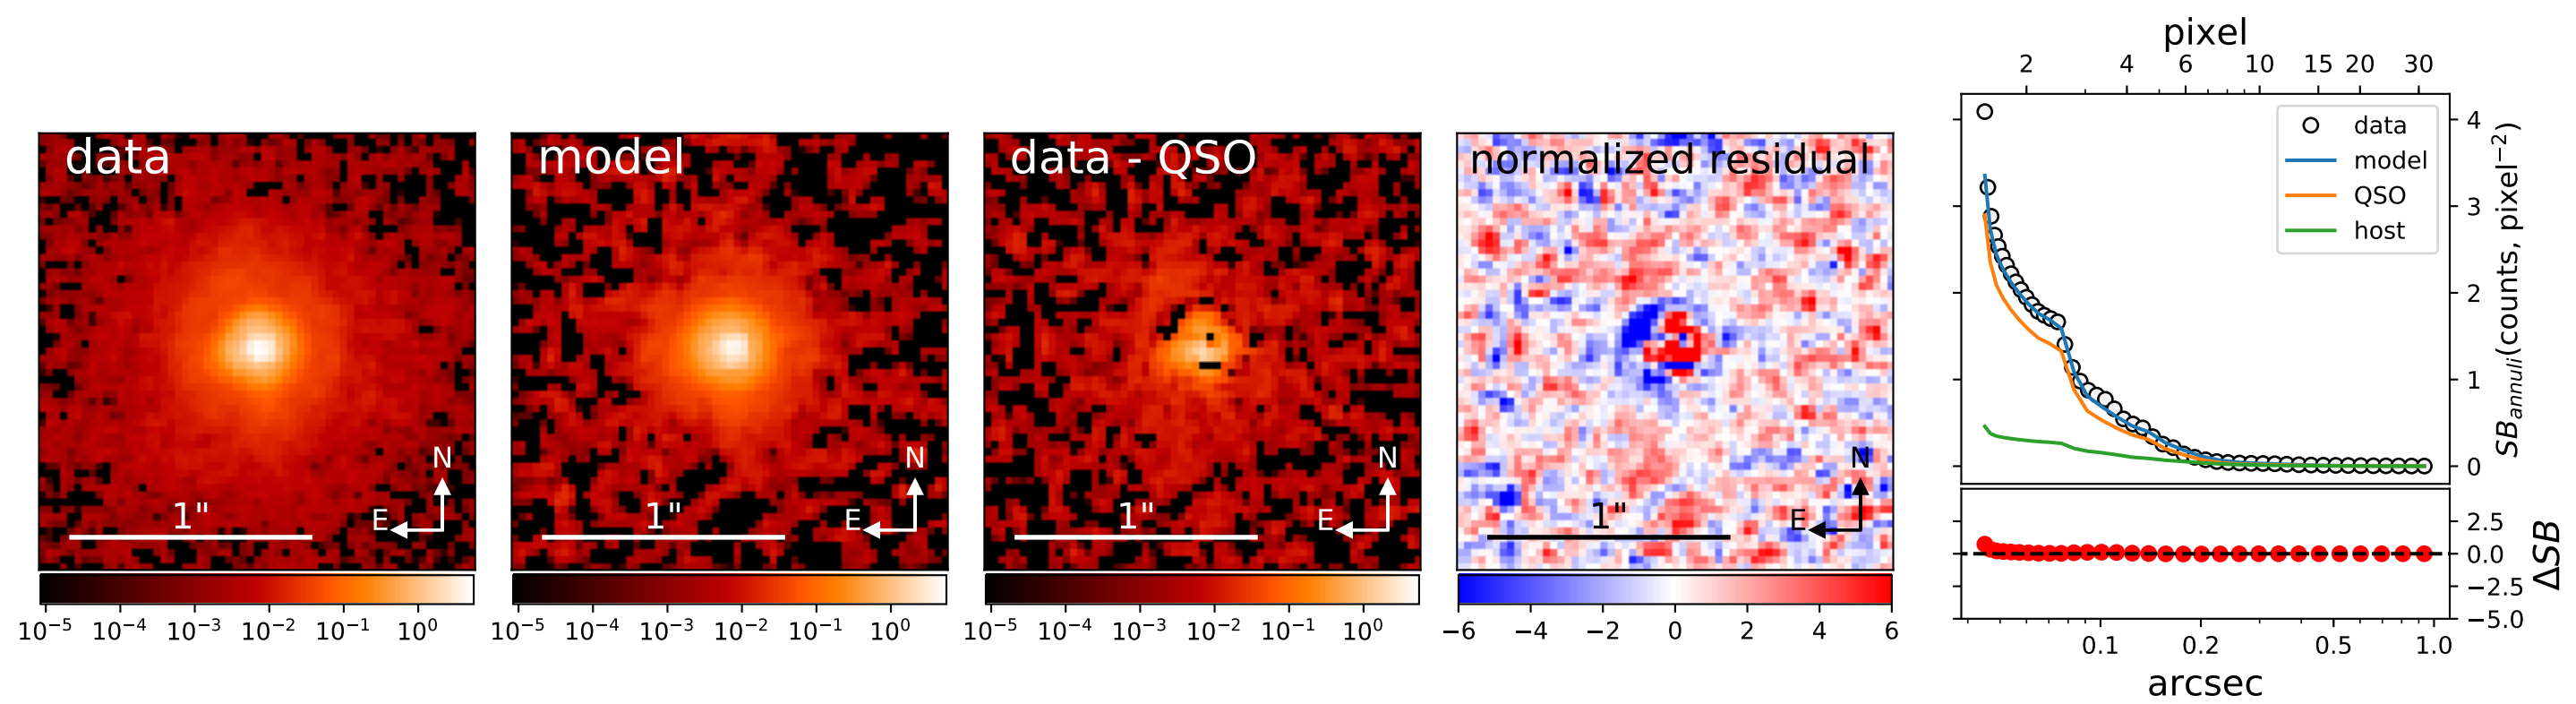 data
1"
N
E
10⁻⁵ 10⁻⁴ 10⁻³ 10⁻² 10⁻¹ 10⁰
model
1"
N
E
10⁻⁵ 10⁻⁴ 10⁻³ 10⁻² 10⁻¹ 10⁰
data - QSO
1"
N
E
10⁻⁵ 10⁻⁴ 10⁻³ 10⁻² 10⁻¹ 10⁰
normalized residual
1"
N
E
−6 −4 −2 0 2 4 6
pixel
2 4 6 10 15 20 30
data
model
QSO
host
4
3
2
1
0
SB_annuli(counts, pixel⁻²)
2.5
0.0
−2.5
−5.0
ΔSB
0.1 0.2 0.5 1.0
arcsec